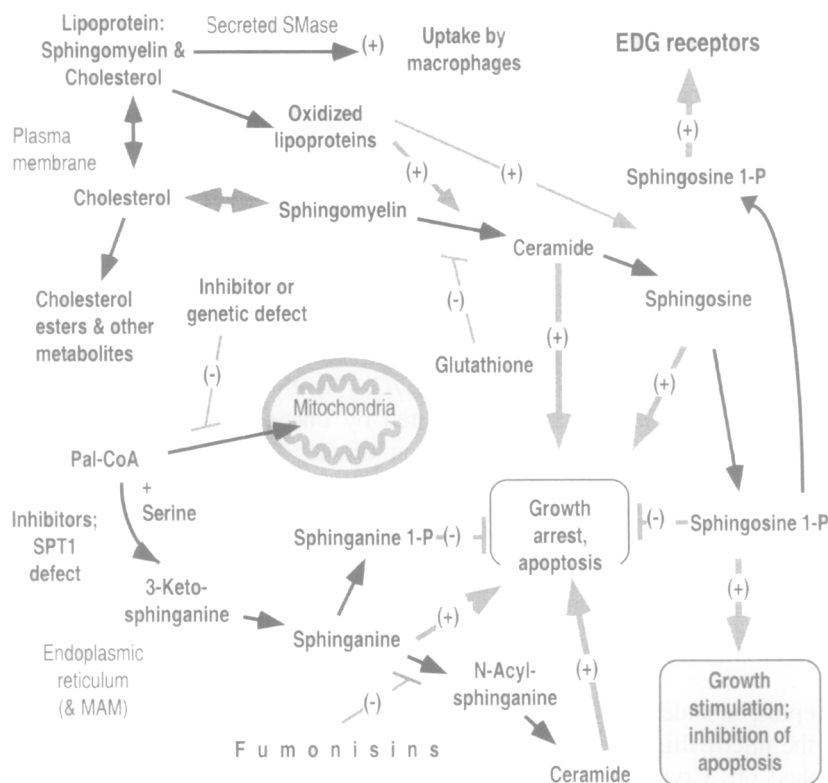 Lipoprotein:
Sphingomyelin &
Cholesterol
Secreted SMase
(+)
Uptake by
macrophages
EDG receptors
(+)
Oxidized
lipoproteins
Plasma
membrane
(+)
(+)
Sphingosine 1-P
Cholesterol
Sphingomyelin
Ceramide
Sphingosine
Cholesterol
esters & other
metabolites
Inhibitor or
genetic defect
(-)
(-)
Glutathione
(+)
(+)
Mitochondria
Pal-CoA
+
Serine
Inhibitors;
SPT1
defect
Sphinganine 1-P
(-)
Growth
arrest,
apoptosis
(-)
Sphingosine 1-P
3-Keto-
sphinganine
(+)
(+)
Sphinganine
Endoplasmic
reticulum
(& MAM)
N-Acyl-
sphinganine
(+)
(-)
Growth
stimulation;
inhibition of
apoptosis
Fumonisins
Ceramide